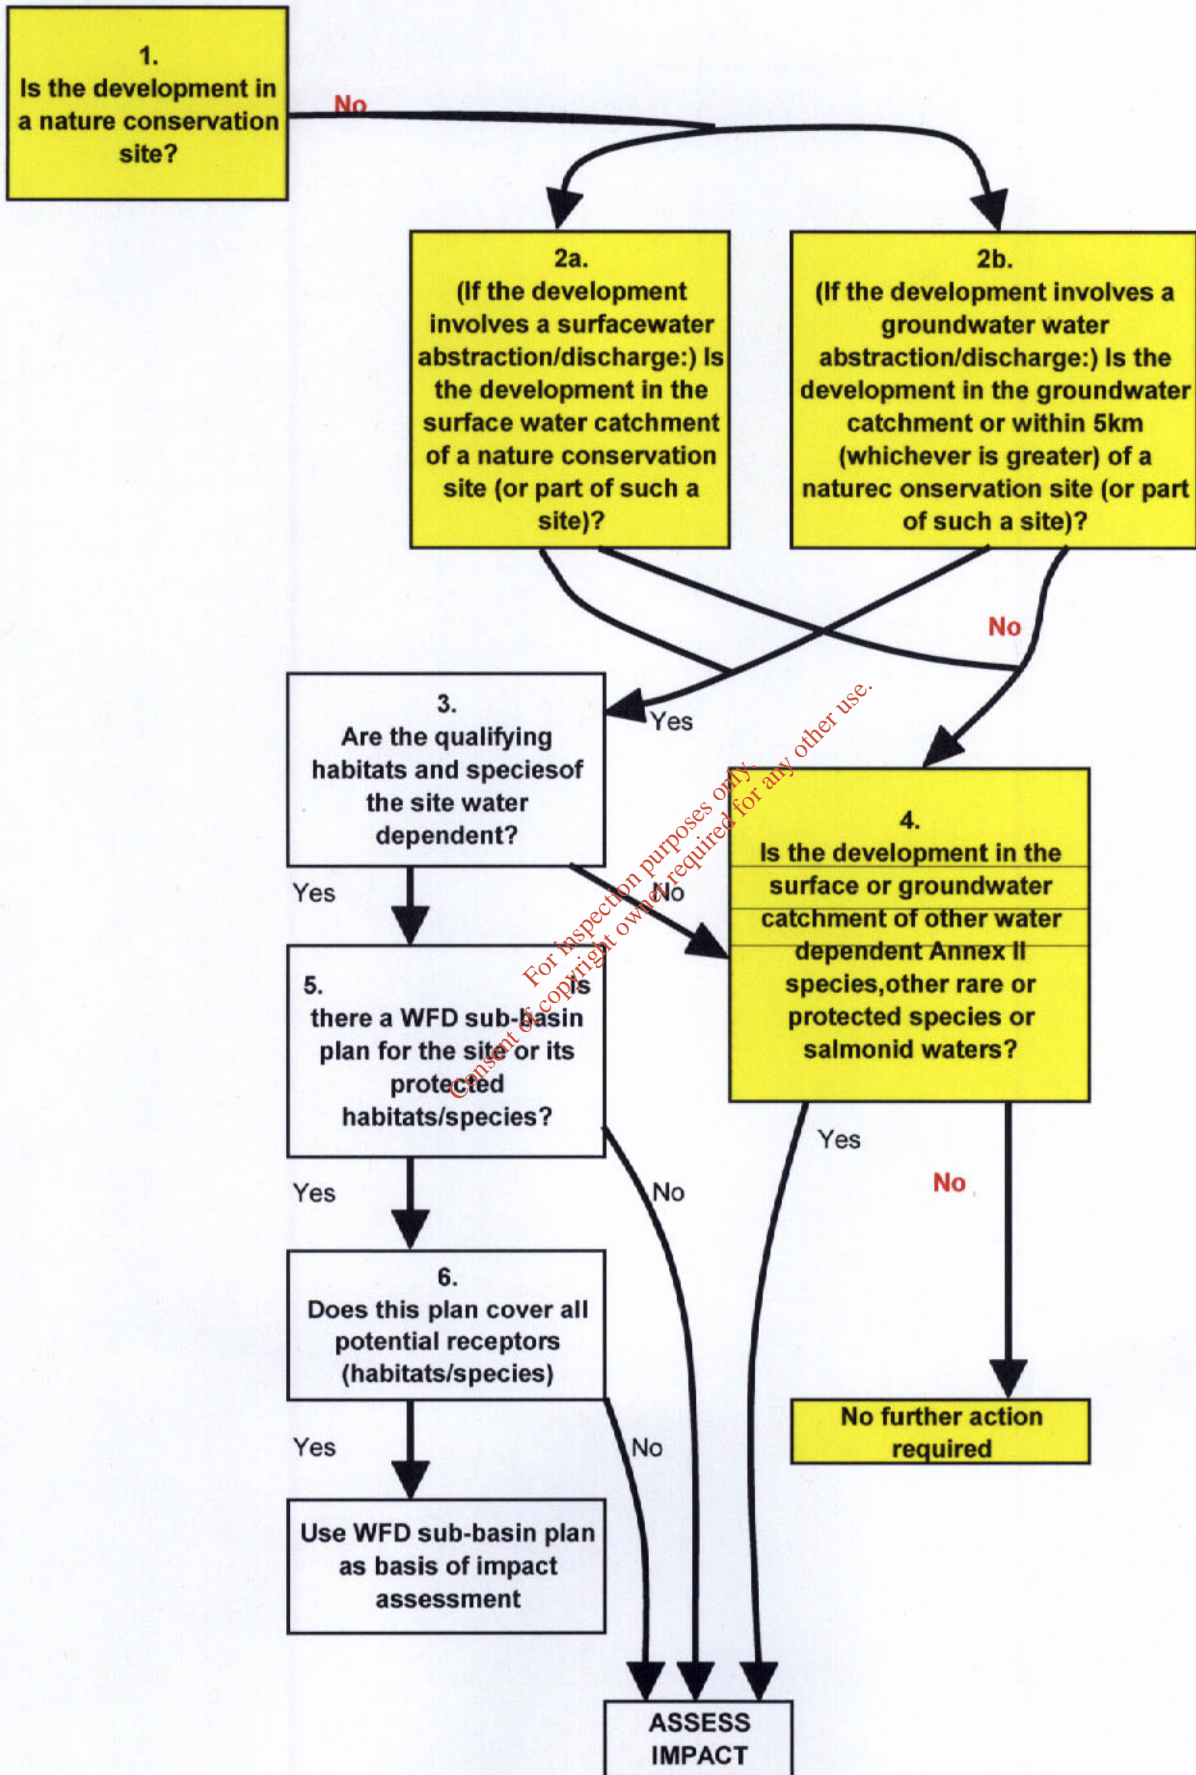 1.
Is the development in
a nature conservation
site?
No
2a.
(If the development
involves a surfacewater
abstraction/discharge:) Is
the development in the
surface water catchment
of a nature conservation
site (or part of such a
site)?
2b.
(If the development involves a
groundwater water
abstraction/discharge:) Is the
development in the groundwater
catchment or within 5km
(whichever is greater) of a
naturec onservation site (or part
of such a site)?
No
3.
Are the qualifying
habitats and speciesof
the site water
dependent?
Yes
4.
Is the development in the
surface or groundwater
catchment of other water
dependent Annex II
species,other rare or
protected species or
salmonid waters?
Yes
No
5. Is
there a WFD sub-basin
plan for the site or its
protected
habitats/species?
Yes
No
Yes
No
6.
Does this plan cover all
potential receptors
(habitats/species)
Yes
No
No further action
required
Use WFD sub-basin plan
as basis of impact
assessment
ASSESS
IMPACT
For inspection purposes only.
Consent of copyright owner required for any other use.